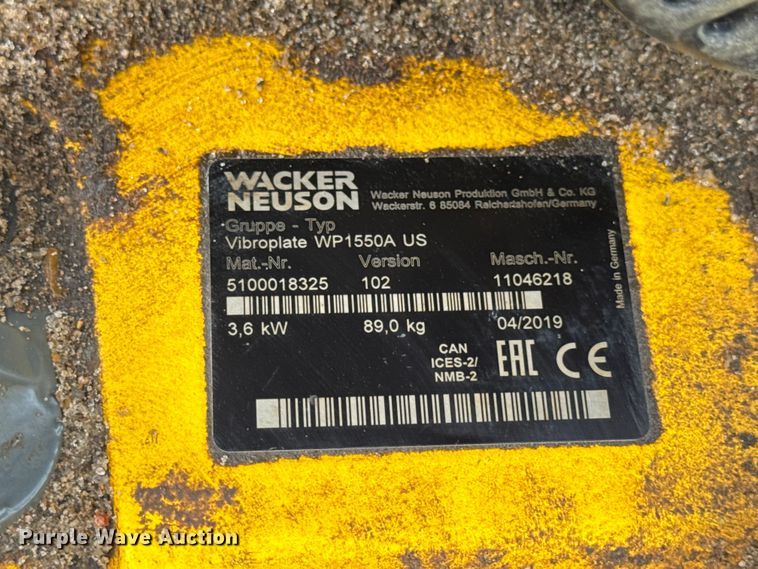 WACKER
NEUSON
Wacker Neuson Produktion GmbH & Co. KG
Wackerstr. 6 85084 Reichertshofen/Germany
Gruppe - Typ
Vibroplate WP1550A US
Mat.-Nr. Version Masch.-Nr.
5100018325 102 11046218
3,6 kW 89,0 kg 04/2019
CAN
ICES-2/
NMB-2
EAC CE
Made in Germany
Purple Wave Auction